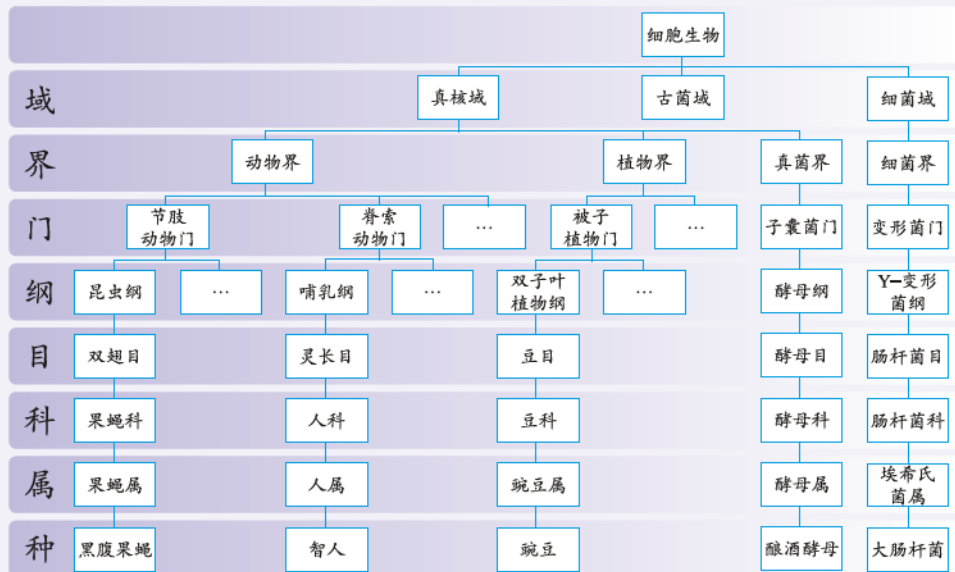 细胞生物
域
真核域
古菌域
细菌域
界
动物界
植物界
真菌界
细菌界
门
节肢
动物门
脊索
动物门
…
被子
植物门
…
子囊菌门
变形菌门
纲
昆虫纲
…
哺乳纲
…
双子叶
植物纲
…
酵母纲
Y-变形
菌纲
目
双翅目
灵长目
豆目
酵母目
肠杆菌目
科
果蝇科
人科
豆科
酵母科
肠杆菌科
属
果蝇属
人属
豌豆属
酵母属
埃希氏
菌属
种
黑腹果蝇
智人
豌豆
酿酒酵母
大肠杆菌